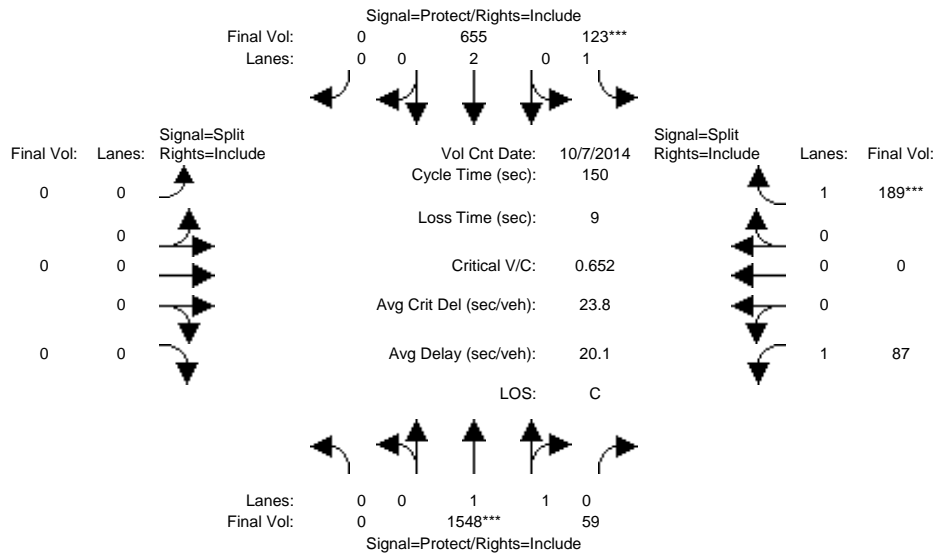 Signal=Protect/Rights=Include
Final Vol: 0 655 123***
Lanes: 0 0 2 0 1
Signal=Split
Final Vol: Lanes: Rights=Include
Vol Cnt Date: 10/7/2014
Signal=Split
Rights=Include Lanes: Final Vol:
Cycle Time (sec): 150
0 0
1 189***
Loss Time (sec): 9
0
0
0 0
Critical V/C: 0.652
0 0
0
Avg Crit Del (sec/veh): 23.8
0
0 0
Avg Delay (sec/veh): 20.1
1 87
LOS: C
Lanes: 0 0 1 1 0
Final Vol: 0 1548*** 59
Signal=Protect/Rights=Include